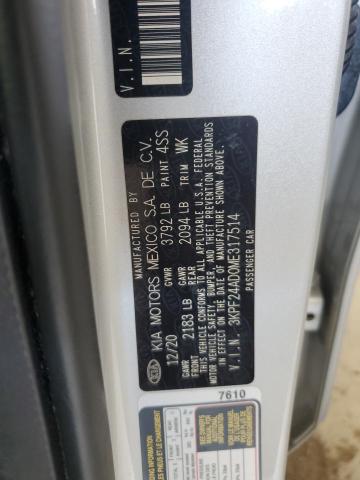 V.I.N.
MANUFACTURED BY
KIA
KIA MOTORS MEXICO S.A. DE C.V.
12/20 GVWR 3792 LB PAINT 4SS
GAWR FRONT 2183 LB GAWR REAR 2094 LB TRIM WK
THIS VEHICLE CONFORMS TO ALL APPLICABLE U.S.A. FEDERAL
MOTOR VEHICLE SAFETY, BUMPER, AND THEFT PREVENTION STANDARDS
IN EFFECT ON THE DATE OF MANUFACTURE SHOWN ABOVE.
V.I.N. 3KPF24AD0ME317514
PASSENGER CAR
7610